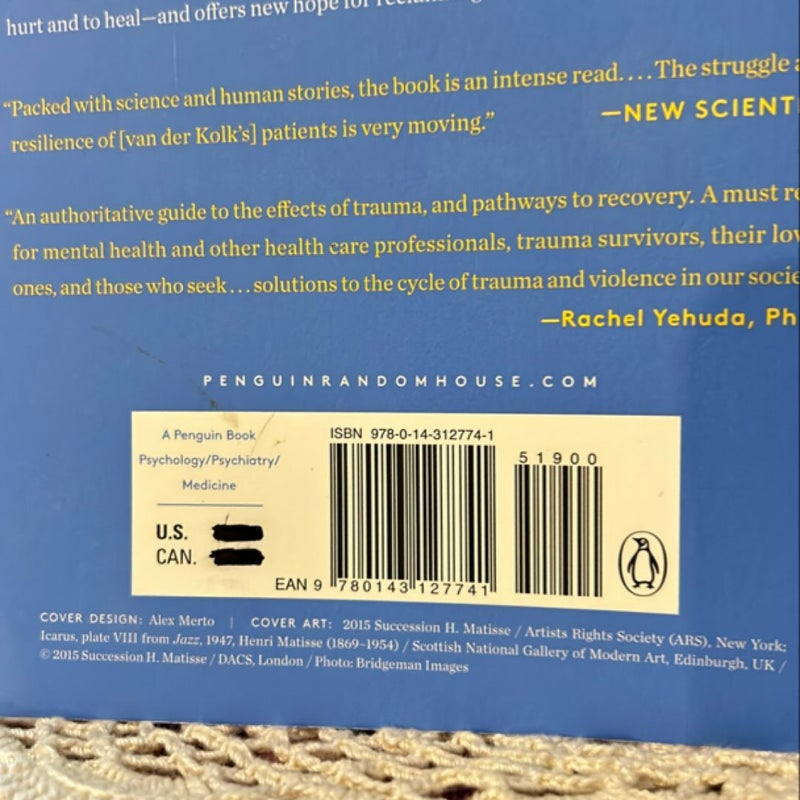 hurt and to heal—and offers new hope for
“Packed with science and human stories, the book is an intense read.... The struggle
resilience of [van der Kolk’s] patients is very moving.”
—NEW SCIENT
“An authoritative guide to the effects of trauma, and pathways to recovery. A must re
for mental health and other health care professionals, trauma survivors, their lov
ones, and those who seek... solutions to the cycle of trauma and violence in our socie
—Rachel Yehuda, Ph
PENGUINRANDOMHOUSE.COM
A Penguin Book
Psychology/Psychiatry/
Medicine
U.S.
CAN.
ISBN 978-0-14-312774-1
51900
EAN 9 780143 127741
COVER DESIGN: Alex Merto | COVER ART: 2015 Succession H. Matisse / Artists Rights Society (ARS), New York;
Icarus, plate VIII from Jazz, 1947, Henri Matisse (1869–1954) / Scottish National Gallery of Modern Art, Edinburgh, UK /
© 2015 Succession H. Matisse / DACS, London / Photo: Bridgeman Images